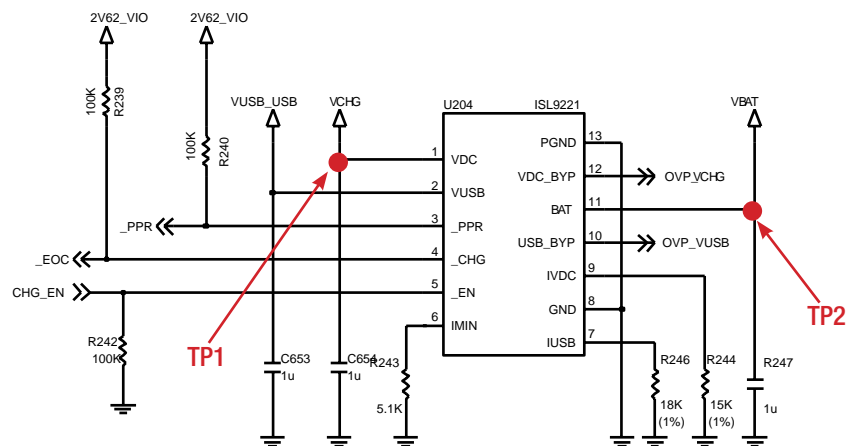 2V62_VIO
2V62_VIO
100K
R239
100K
R240
VUSB_USB
VCHG
U204
ISL9221
VBAT
1
VDC
2
VUSB
3
_PPR
4
_CHG
5
_EN
6
IMIN
PGND
13
VDC_BYP
12
OVP_VCHG
BAT
11
USB_BYP
10
OVP_VUSB
IVDC
9
GND
8
IUSB
7
_PPR
_EOC
CHG_EN
TP1
TP2
R242
100K
C653
1u
C654
1u
R243
5.1K
R246
18K
(1%)
R244
15K
(1%)
R247
1u